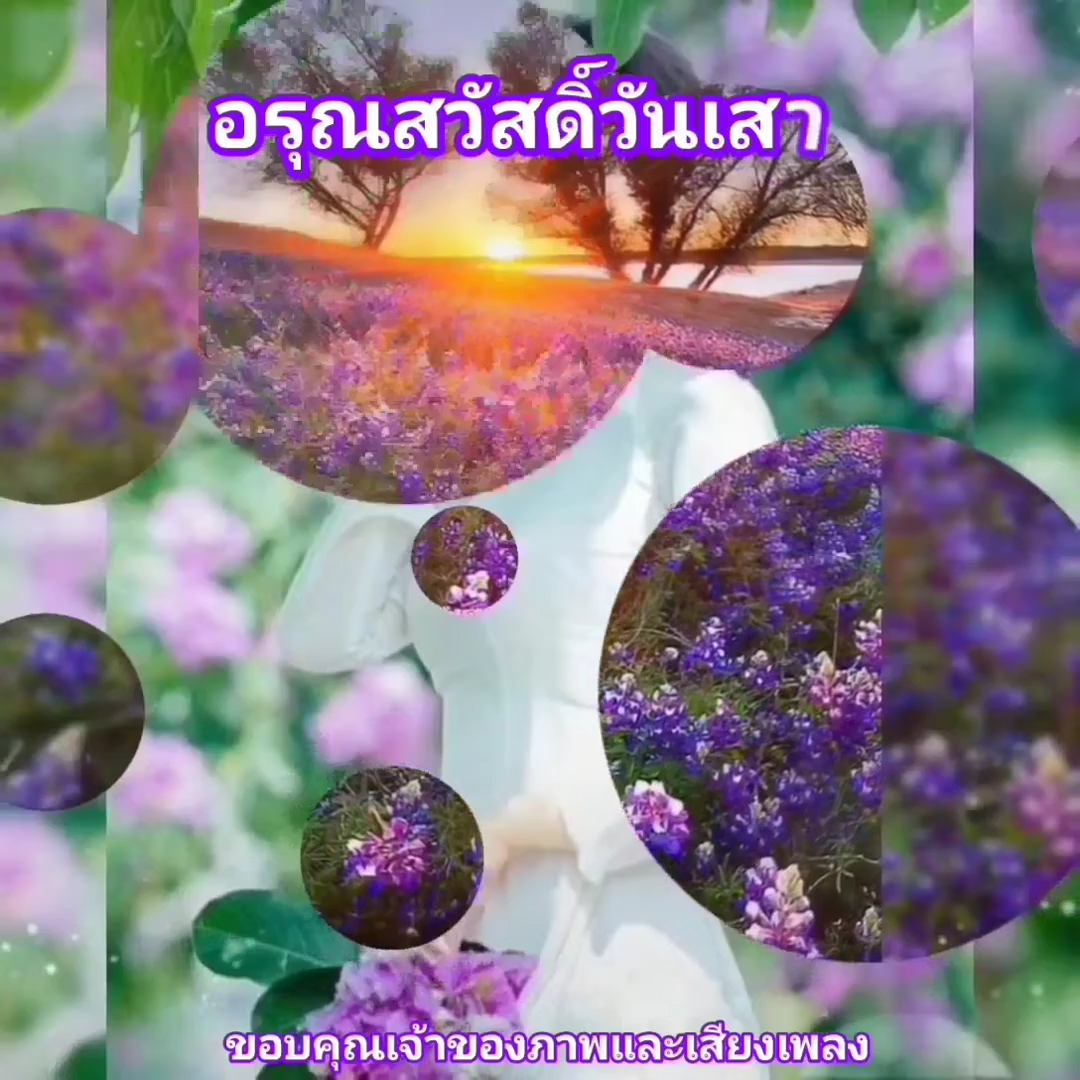 อรุณสวัสดิ์วันเสา
ขอบคุณเจ้าของภาพและเสียงเพลง